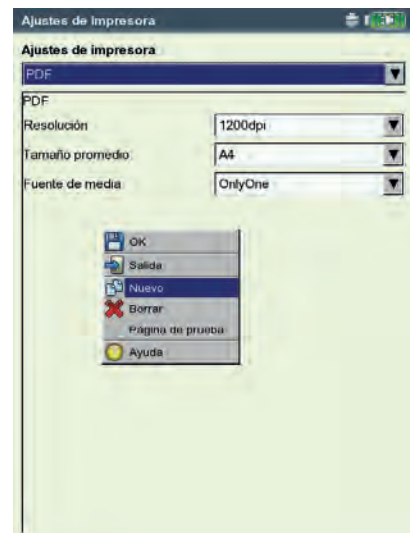 Ajustes de impresora
Ajustes de impresora
PDF
PDF
Resolución 1200dpi
Tamaño promedio A4
Fuente de media OnlyOne
OK
Salida
Nuevo
Borrar
Página de prueba
Ayuda